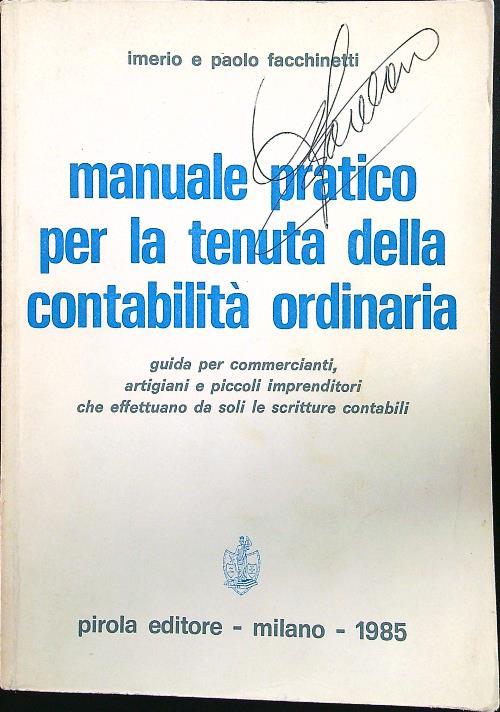 imerio e paolo facchinetti
manuale pratico
per la tenuta della
contabilità ordinaria
guida per commercianti,
artigiani e piccoli imprenditori
che effettuano da soli le scritture contabili
pirola editore - milano - 1985